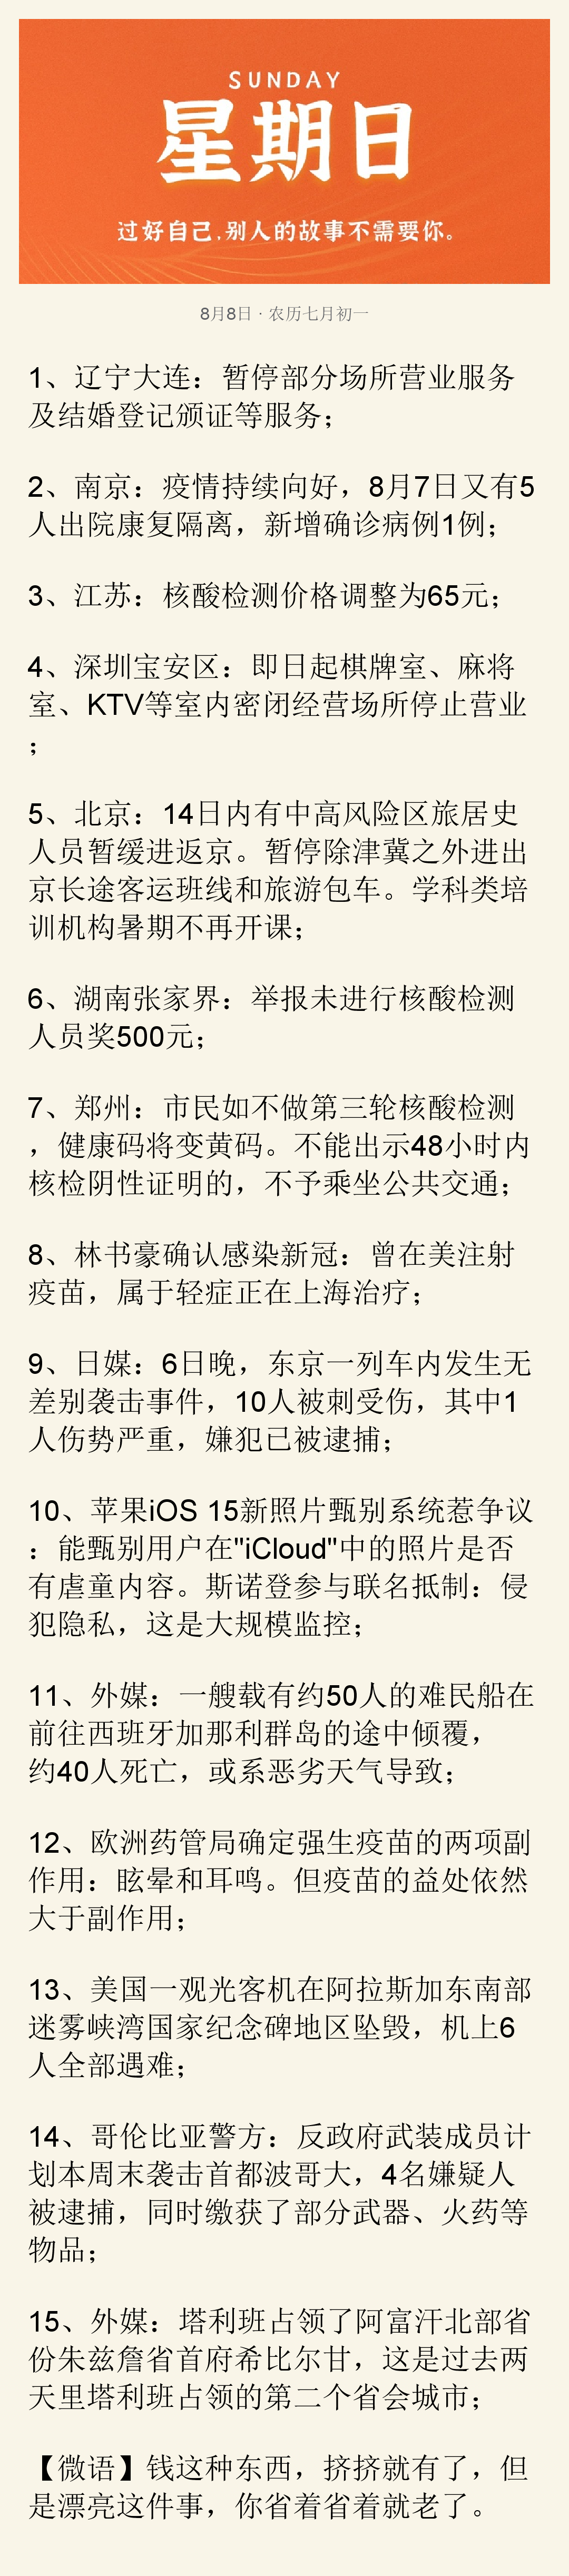 SUNDAY
星期日
过好自己,别人的故事不需要你。
8月8日 · 农历七月初一
1、辽宁大连：暂停部分场所营业服务
及结婚登记颁证等服务；
2、南京：疫情持续向好，8月7日又有5
人出院康复隔离，新增确诊病例1例；
3、江苏：核酸检测价格调整为65元；
4、深圳宝安区：即日起棋牌室、麻将
室、KTV等室内密闭经营场所停止营业
；
5、北京：14日内有中高风险区旅居史
人员暂缓进返京。暂停除津冀之外进出
京长途客运班线和旅游包车。学科类培
训机构暑期不再开课；
6、湖南张家界：举报未进行核酸检测
人员奖500元；
7、郑州：市民如不做第三轮核酸检测
，健康码将变黄码。不能出示48小时内
核检阴性证明的，不予乘坐公共交通；
8、林书豪确认感染新冠：曾在美注射
疫苗，属于轻症正在上海治疗；
9、日媒：6日晚，东京一列车内发生无
差别袭击事件，10人被刺受伤，其中1
人伤势严重，嫌犯已被逮捕；
10、苹果iOS 15新照片甄别系统惹争议
：能甄别用户在"iCloud"中的照片是否
有虐童内容。斯诺登参与联名抵制：侵
犯隐私，这是大规模监控；
11、外媒：一艘载有约50人的难民船在
前往西班牙加那利群岛的途中倾覆，
约40人死亡，或系恶劣天气导致；
12、欧洲药管局确定强生疫苗的两项副
作用：眩晕和耳鸣。但疫苗的益处依然
大于副作用；
13、美国一观光客机在阿拉斯加东南部
迷雾峡湾国家纪念碑地区坠毁，机上6
人全部遇难；
14、哥伦比亚警方：反政府武装成员计
划本周末袭击首都波哥大，4名嫌疑人
被逮捕，同时缴获了部分武器、火药等
物品；
15、外媒：塔利班占领了阿富汗北部省
份朱兹詹省首府希比尔甘，这是过去两
天里塔利班占领的第二个省会城市；
【微语】钱这种东西，挤挤就有了，但
是漂亮这件事，你省着省着就老了。